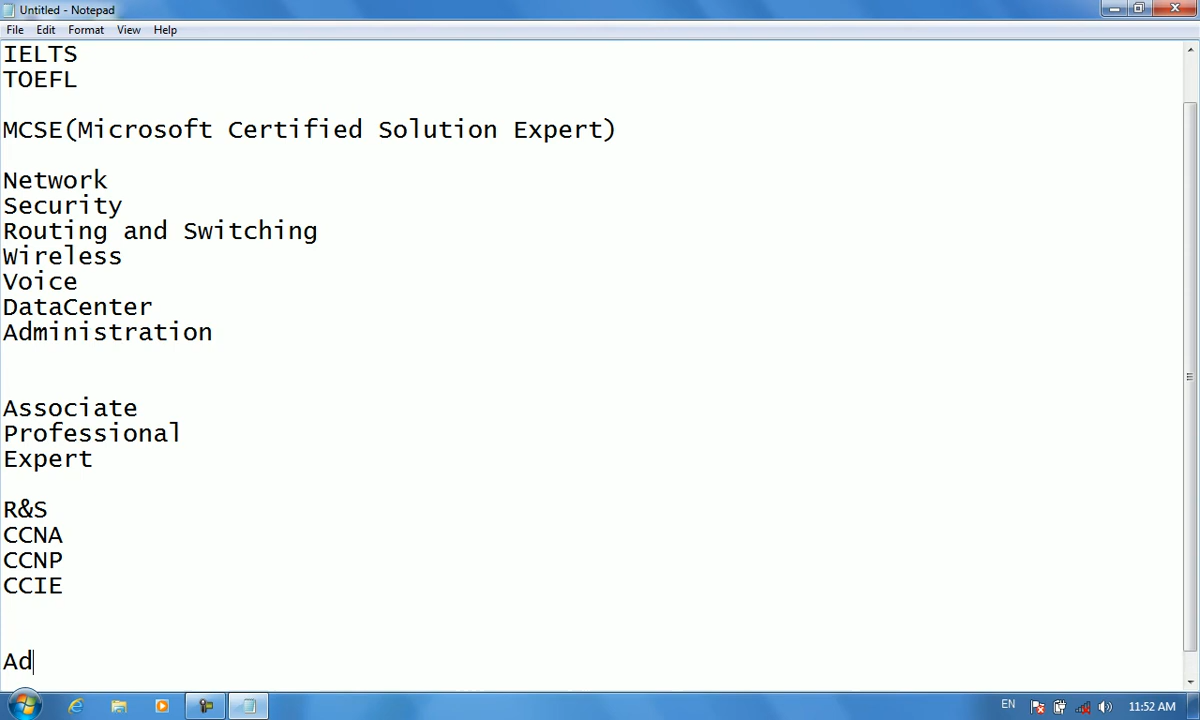 Untitled - Notepad
File Edit Format View Help
IELTS
TOEFL
MCSE(Microsoft Certified Solution Expert)
Network
Security
Routing and Switching
Wireless
Voice
DataCenter
Administration
Associate
Professional
Expert
R&S
CCNA
CCNP
CCIE
Ad
EN 11:52 AM